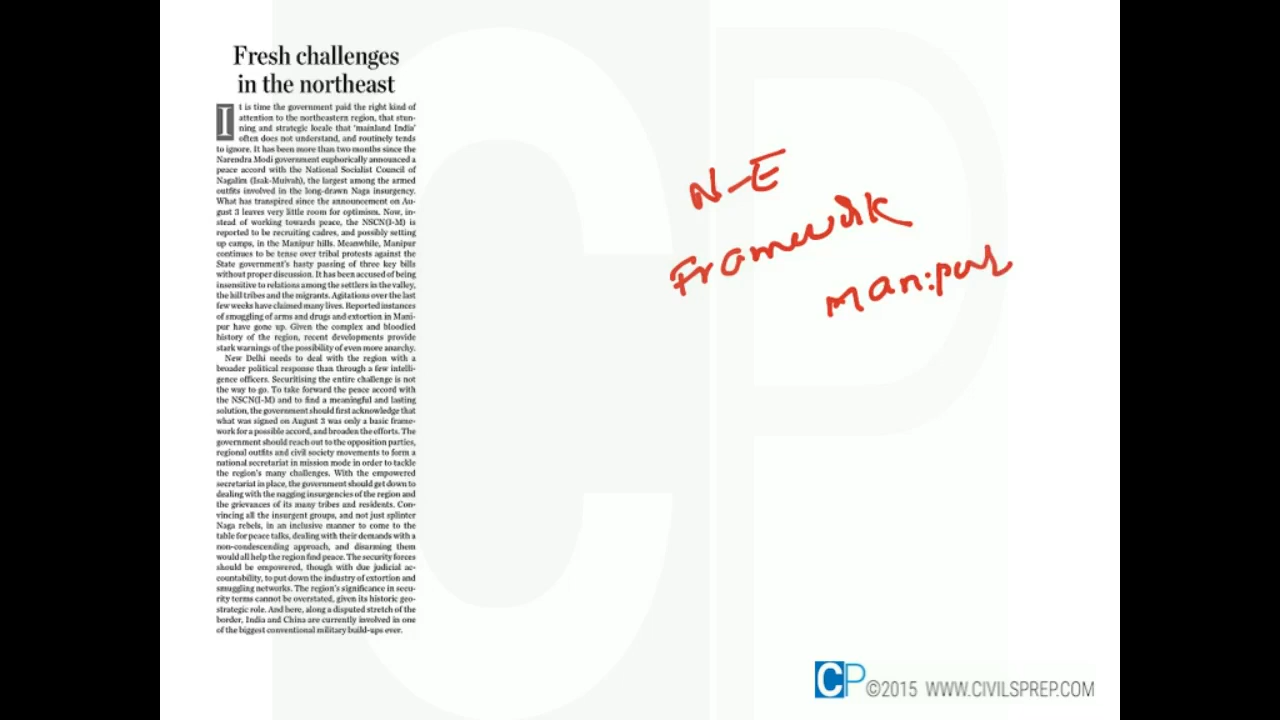 Fresh challenges
in the northeast
It is time the government paid the right kind of
attention to the northeastern region, that stun-
ning and strategic locale that 'mainland India'
often does not understand, and routinely tends
to ignore. It has been more than two months since the
Narendra Modi government euphorically announced a
peace accord with the National Socialist Council of
Nagalim (Isak-Muivah), the largest among the armed
outfits involved in the long-drawn Naga insurgency.
What has transpired since the announcement on Au-
gust 3 leaves very little room for optimism. Now, in-
stead of working towards peace, the NSCN(I-M) is
reported to be recruiting cadres, and possibly setting
up camps, in the Manipur hills. Meanwhile, Manipur
continues to be tense over tribal protests against the
State government's hasty passing of three key bills
without proper discussion. It has been accused of being
insensitive to relations among the settlers in the valley,
the hill tribes and the migrants. Agitations over the last
few weeks have claimed many lives. Reported instances
of smuggling of arms and drugs and extortion in Mani-
pur have gone up. Given the complex and bloodied
history of the region, recent developments provide
stark warnings of the possibility of even more anarchy.
New Delhi needs to deal with the region with a
broader political response than through a few intelli-
gence officers. Securitising the entire challenge is not
the way to go. To take forward the peace accord with
the NSCN(I-M) and to find a meaningful and lasting
solution, the government should first acknowledge that
what was signed on August 3 was only a basic frame-
work for a possible accord, and broaden the efforts. The
government should reach out to the opposition parties,
regional outfits and civil society movements to form a
national secretariat in mission mode in order to tackle
the region's many challenges. With the empowered
secretariat in place, the government should get down to
dealing with the nagging insurgencies of the region and
the grievances of its many tribes and residents. Con-
vincing all the insurgent groups, and not just splinter
Naga rebels, in an inclusive manner to come to the
table for peace talks, dealing with their demands with a
non-condescending approach, and disarming them
would all help the region find peace. The security forces
should be empowered, though with due judicial ac-
countability, to put down the industry of extortion and
smuggling networks. The region's significance in secu-
rity terms cannot be overstated, given its historic geo-
strategic role. And here, along a disputed stretch of the
border, India and China are currently involved in one
of the biggest conventional military build-ups ever.
N-E
Framework
Manipur
CP ©2015 WWW.CIVILSPREP.COM